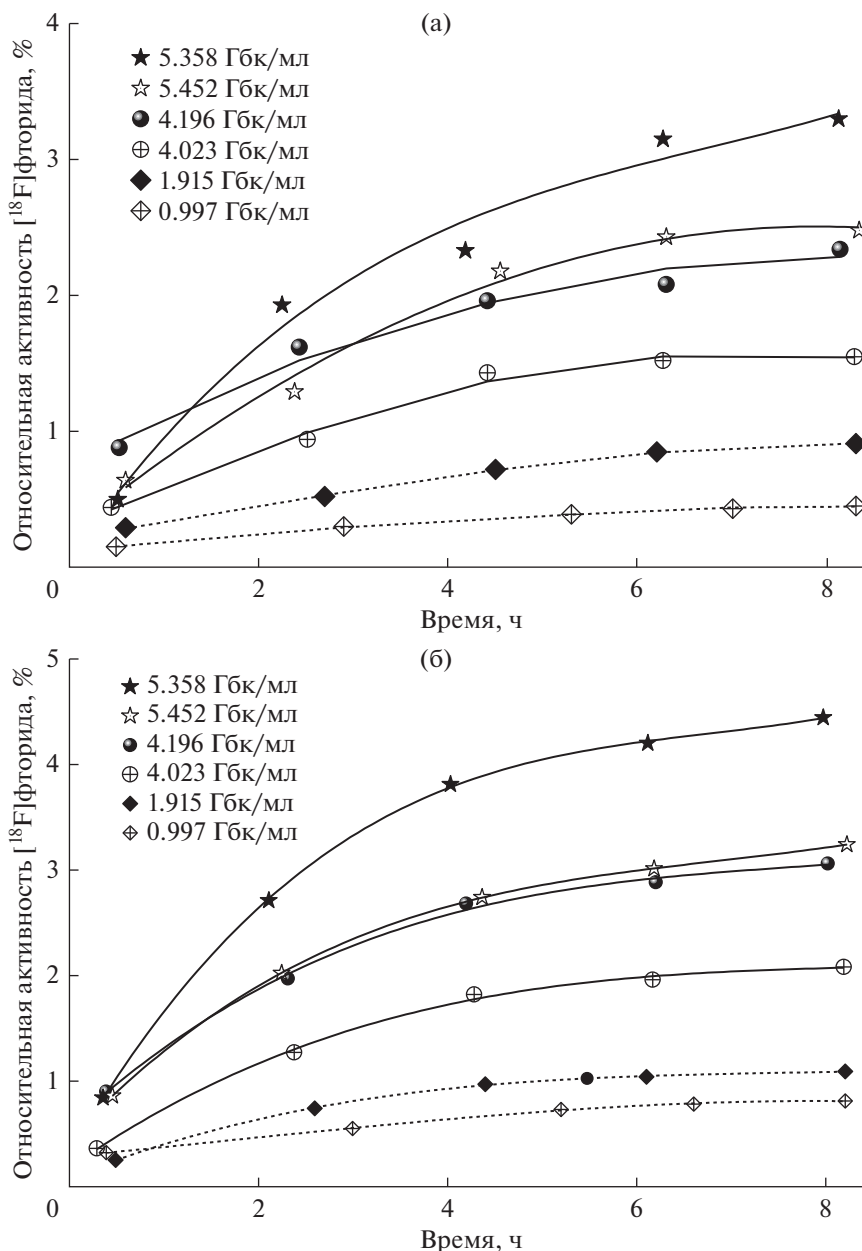 (а)
Относительная активность [¹⁸F]фторида, %
4
3
2
1
0
5.358 Гбк/мл
5.452 Гбк/мл
4.196 Гбк/мл
4.023 Гбк/мл
1.915 Гбк/мл
0.997 Гбк/мл
2
4
6
8
Время, ч
(б)
Относительная активность [¹⁸F]фторида, %
5
4
3
2
1
0
5.358 Гбк/мл
5.452 Гбк/мл
4.196 Гбк/мл
4.023 Гбк/мл
1.915 Гбк/мл
0.997 Гбк/мл
2
4
6
8
Время, ч